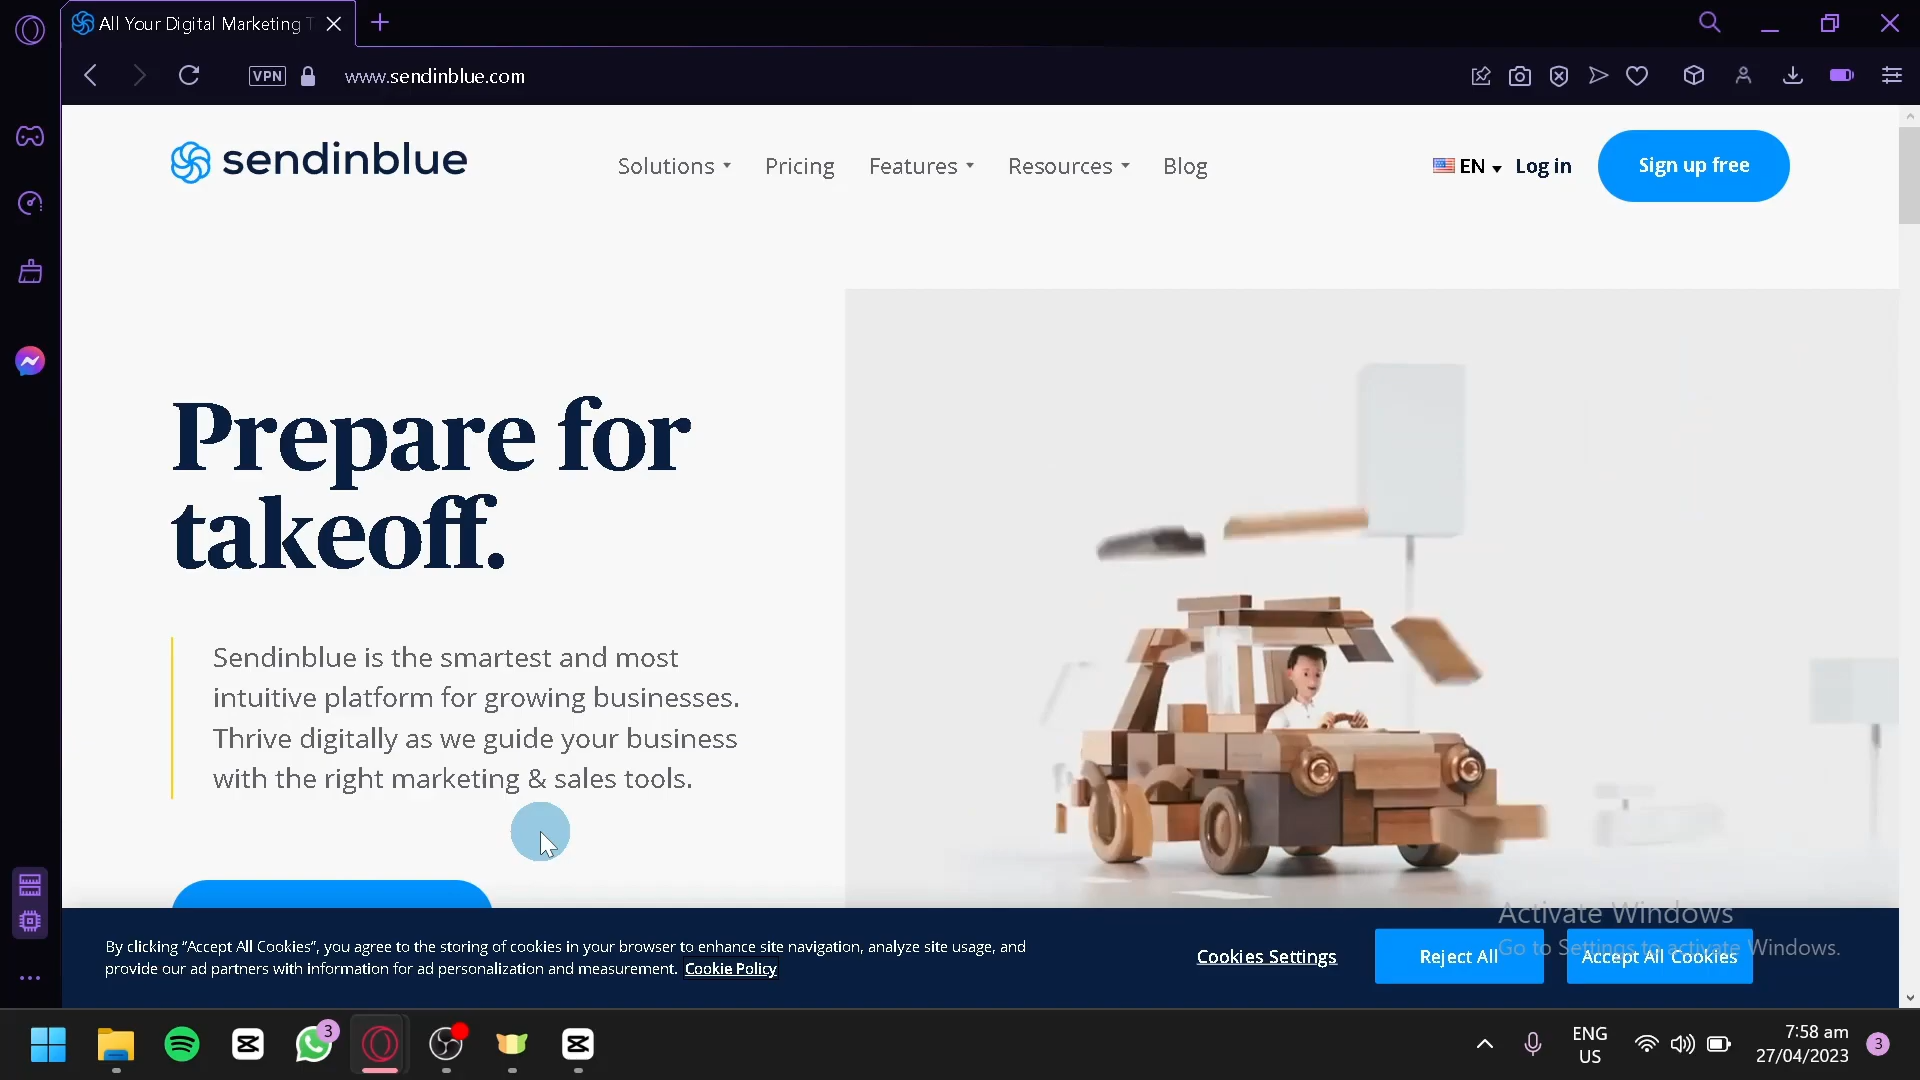 All Your Digital Marketing T
VPN
www.sendinblue.com
sendinblue
Solutions
Pricing
Features
Resources
Blog
EN
Log in
Sign up free
Prepare for
takeoff.
Sendinblue is the smartest and most
intuitive platform for growing businesses.
Thrive digitally as we guide your business
with the right marketing & sales tools.
By clicking “Accept All Cookies”, you agree to the storing of cookies in your browser to enhance site navigation, analyze site usage, and
provide our ad partners with information for ad personalization and measurement. Cookie Policy
Cookies Settings
Reject All
Accept All Cookies
Activate Windows
Go to Settings to activate Windows.
3
ENG
US
7:58 am
27/04/2023
3